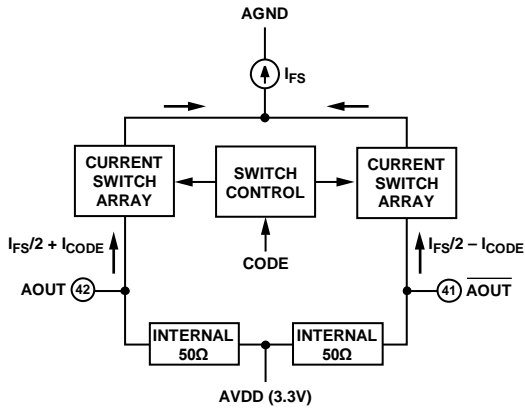 AGND
I_FS
CURRENT
SWITCH
ARRAY
SWITCH
CONTROL
CURRENT
SWITCH
ARRAY
I_FS/2 + I_CODE
CODE
I_FS/2 – I_CODE
AOUT 42
41 A̅O̅U̅T̅
INTERNAL
50Ω
INTERNAL
50Ω
AVDD (3.3V)